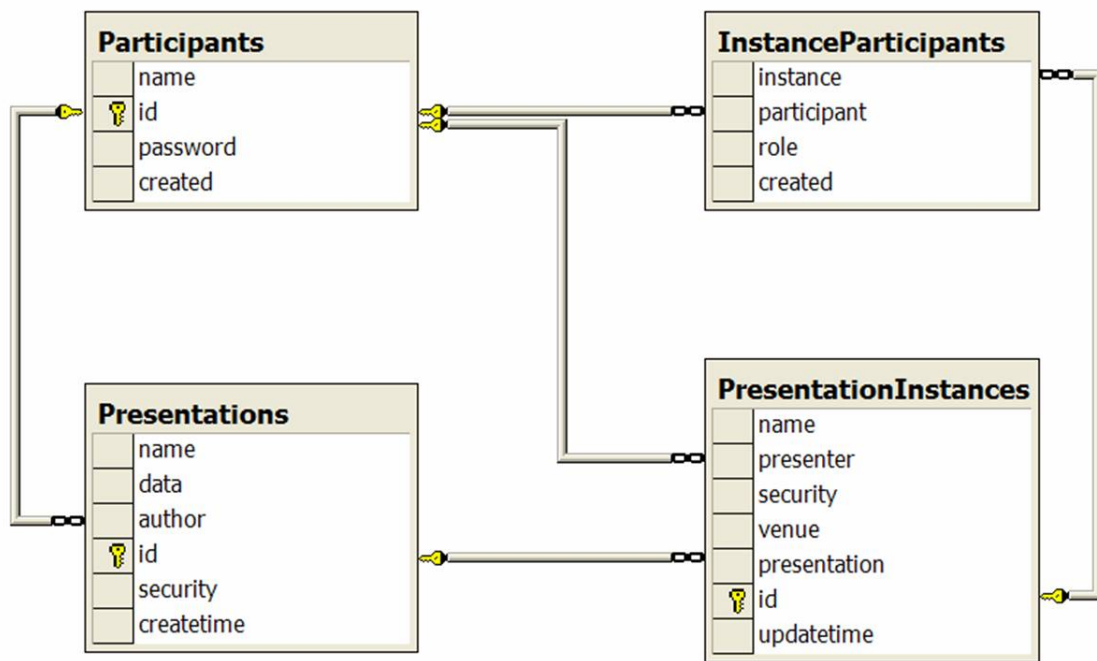 Participants
name
id
password
created
InstanceParticipants
instance
participant
role
created
Presentations
name
data
author
id
security
createtime
PresentationInstances
name
presenter
security
venue
presentation
id
updatetime